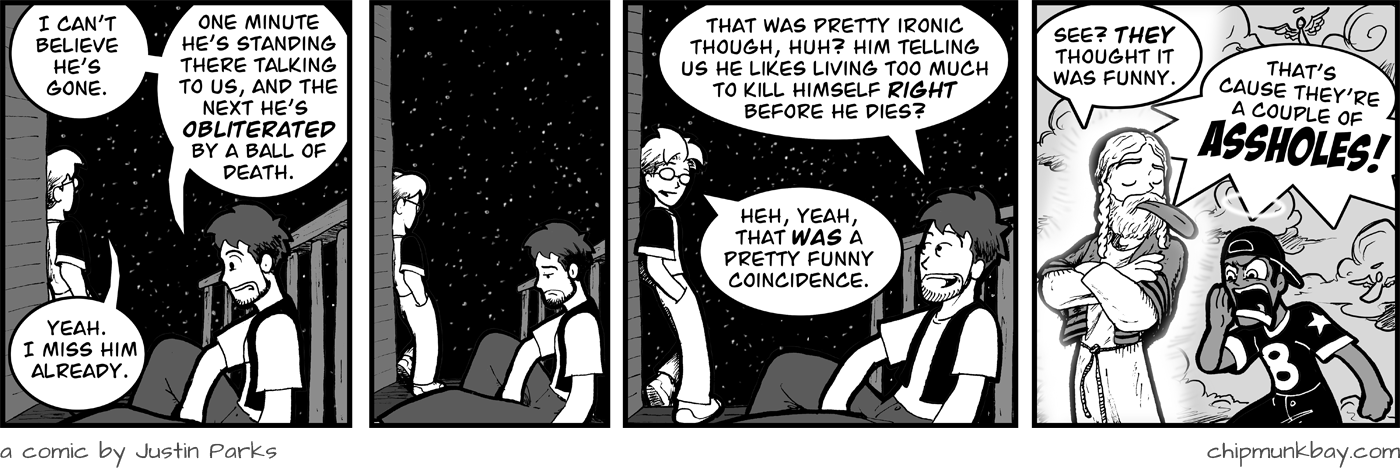 I CAN'T
BELIEVE
HE'S
GONE.
ONE MINUTE
HE'S STANDING
THERE TALKING
TO US, AND THE
NEXT HE'S
OBLITERATED
BY A BALL OF
DEATH.
YEAH.
I MISS HIM
ALREADY.
THAT WAS PRETTY IRONIC
THOUGH, HUH? HIM TELLING
US HE LIKES LIVING TOO MUCH
TO KILL HIMSELF RIGHT
BEFORE HE DIES?
HEH, YEAH,
THAT WAS A
PRETTY FUNNY
COINCIDENCE.
SEE? THEY
THOUGHT IT
WAS FUNNY.
THAT'S
CAUSE THEY'RE
A COUPLE OF
ASSHOLES!
8
a comic by Justin Parks
chipmunkbay.com